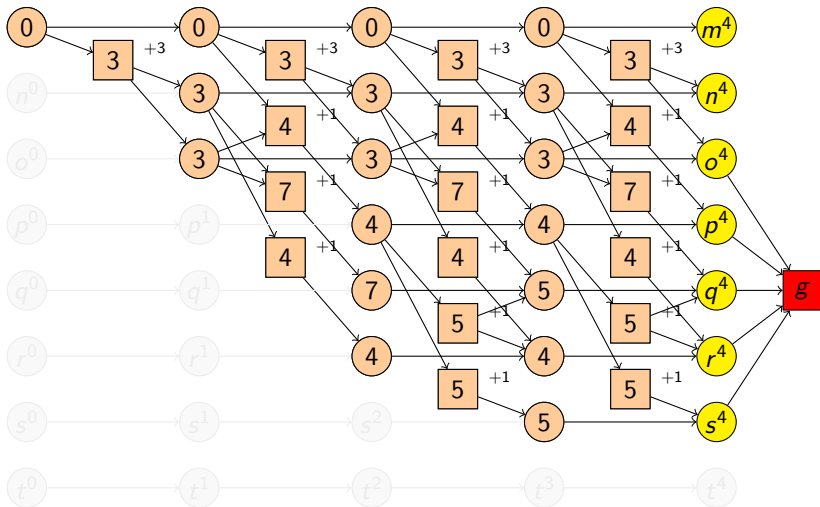 0 0 0 0 m⁴
3 +3 3 +3 3 +3 3 +3
n⁰ 3 3 3 n⁴
4 +1 4 +1 4 +1
o⁰ 3 3 3 o⁴
7 +1 7 +1 7 +1
p⁰ p¹ 4 4 p⁴
4 +1 4 4
q⁰ q¹ 7 5 q⁴ g
5 +1 5 +1
r⁰ r¹ 4 4 r⁴
5 +1 5 +1
s⁰ s¹ s² 5 s⁴
t⁰ t¹ t² t³ t⁴